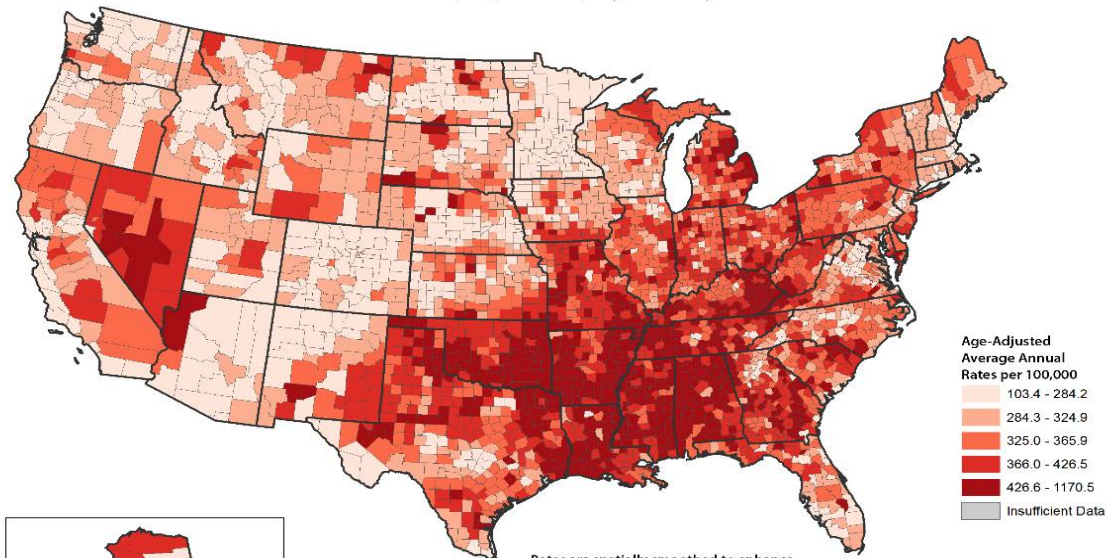 Age-Adjusted
Average Annual
Rates per 100,000
103.4 - 284.2
284.3 - 324.9
325.0 - 365.9
366.0 - 426.5
426.6 - 1170.5
Insufficient Data